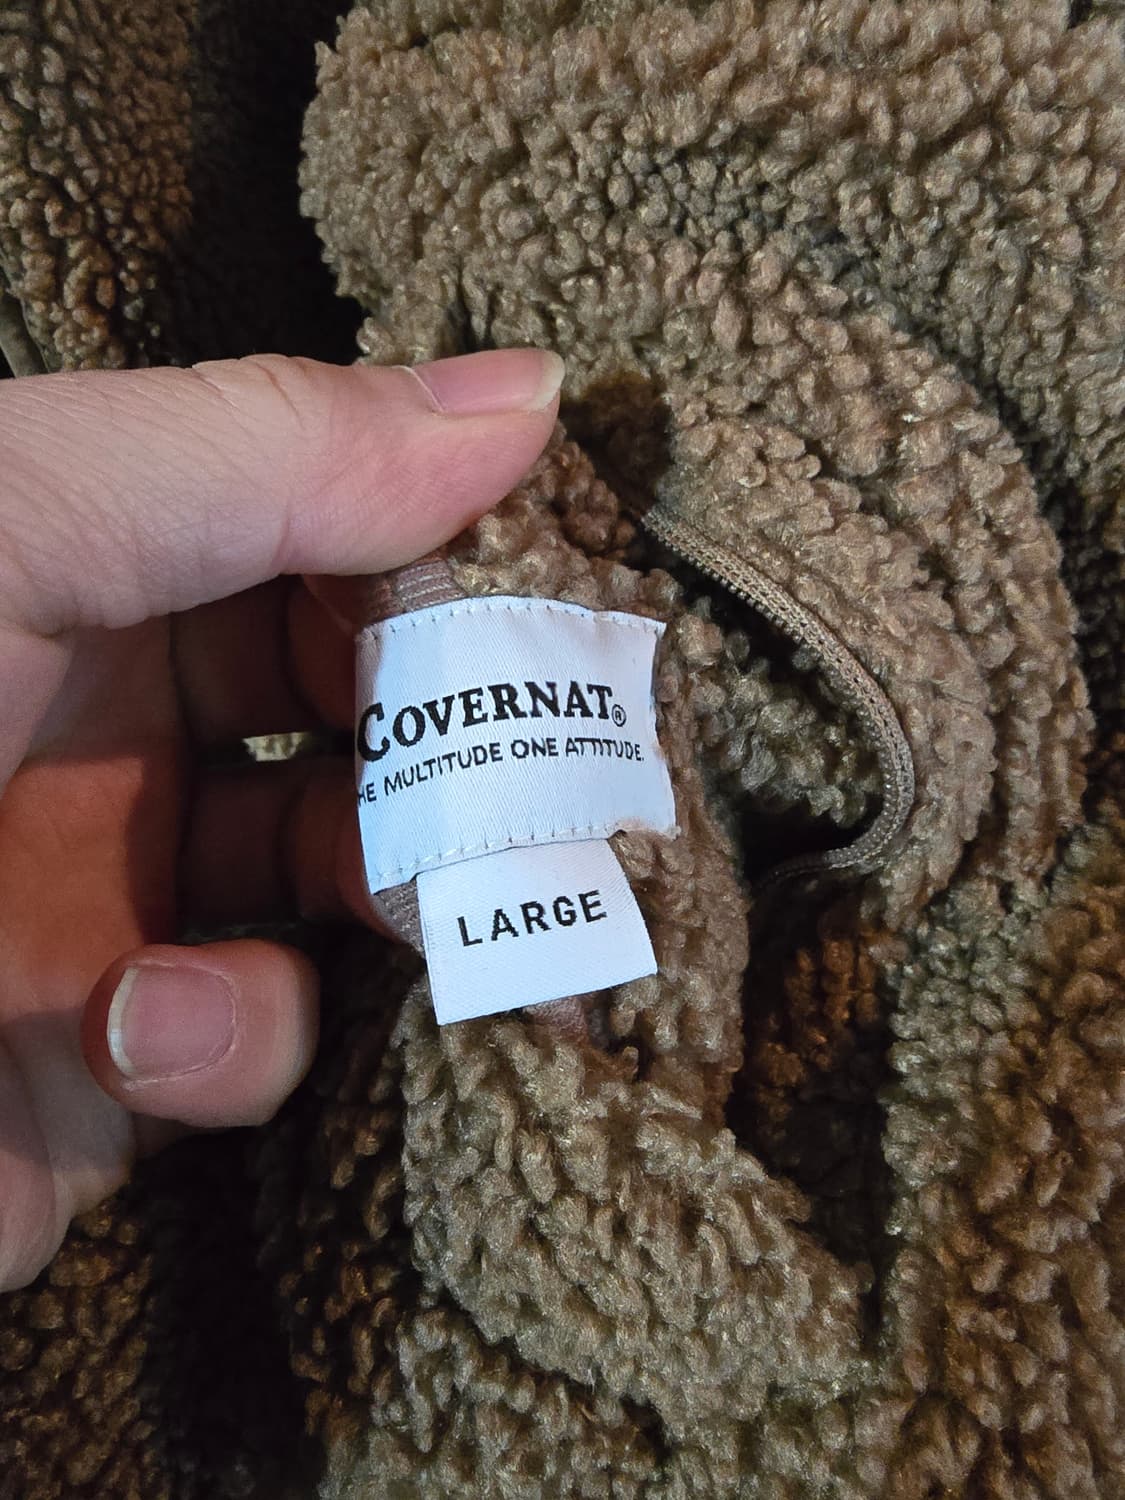 COVERNAT®
HE MULTITUDE ONE ATTITUDE.
LARGE